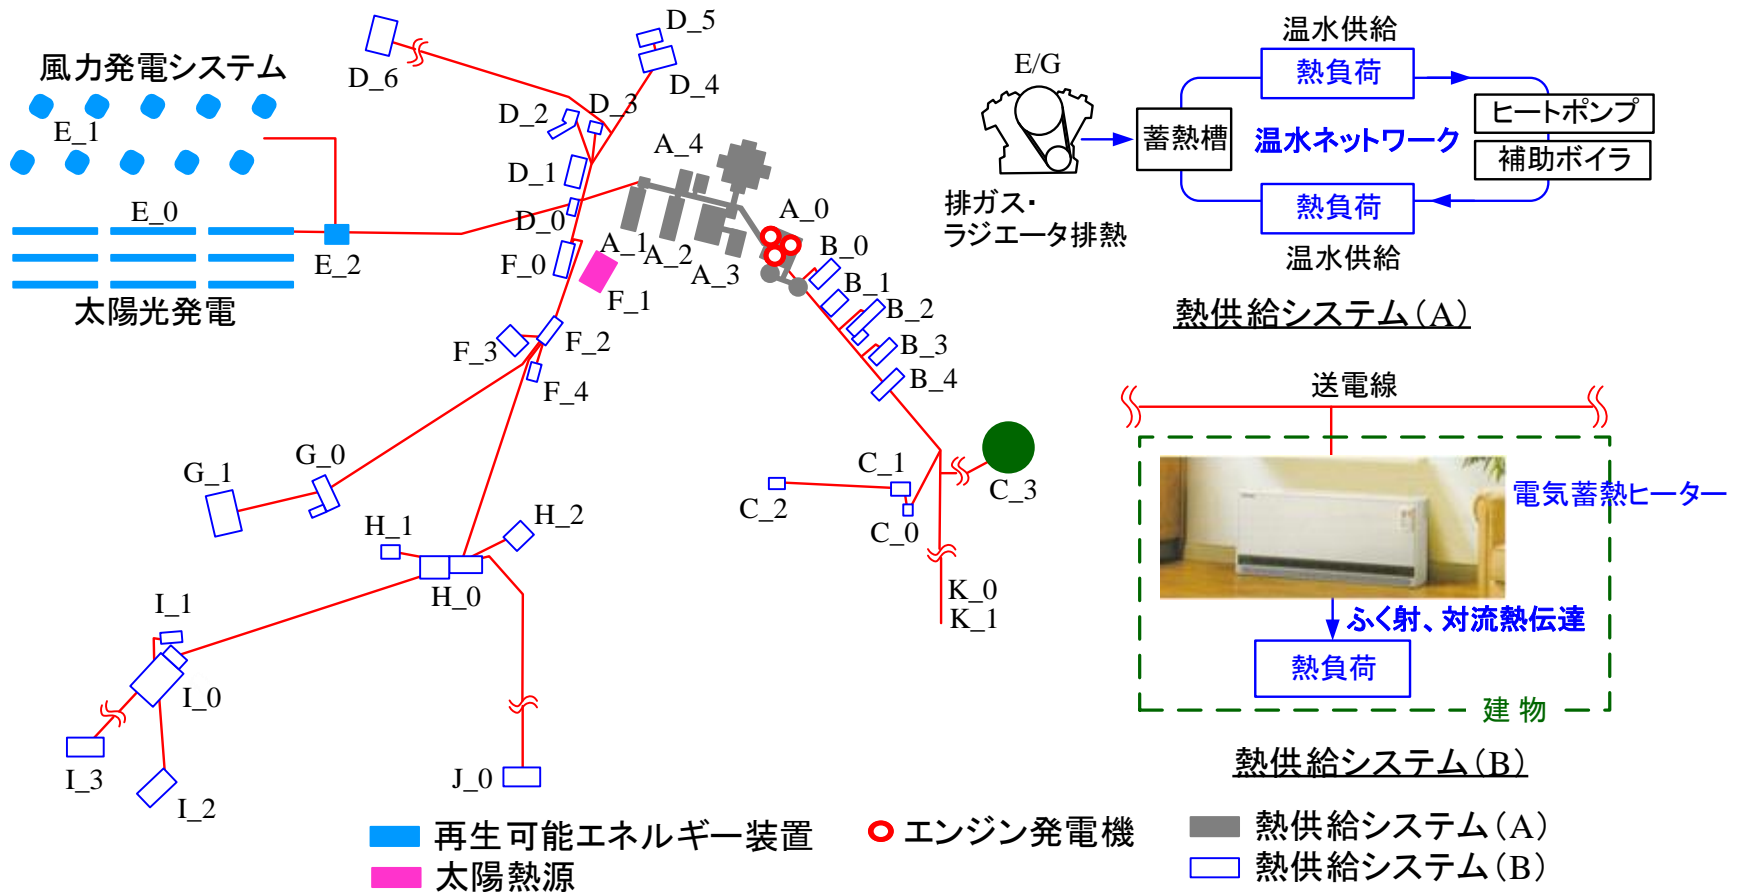 風力発電システム
E_1
E_0
E_2
太陽光発電
D_6
D_5
D_4
D_3
D_2
D_1
D_0
A_4
A_0
A_1
A_2
A_3
F_0
F_1
F_2
F_3
F_4
B_0
B_1
B_2
B_3
B_4
G_1
G_0
C_1
C_2
C_0
C_3
H_1
H_2
H_0
K_0
K_1
I_1
I_0
I_3
I_2
J_0
E/G
排ガス・
ラジエータ排熱
蓄熱槽
温水供給
熱負荷
温水ネットワーク
ヒートポンプ
補助ボイラ
熱負荷
温水供給
熱供給システム(A)
送電線
電気蓄熱ヒーター
ふく射、対流熱伝達
熱負荷
建物
熱供給システム(B)
再生可能エネルギー装置
太陽熱源
エンジン発電機
熱供給システム(A)
熱供給システム(B)